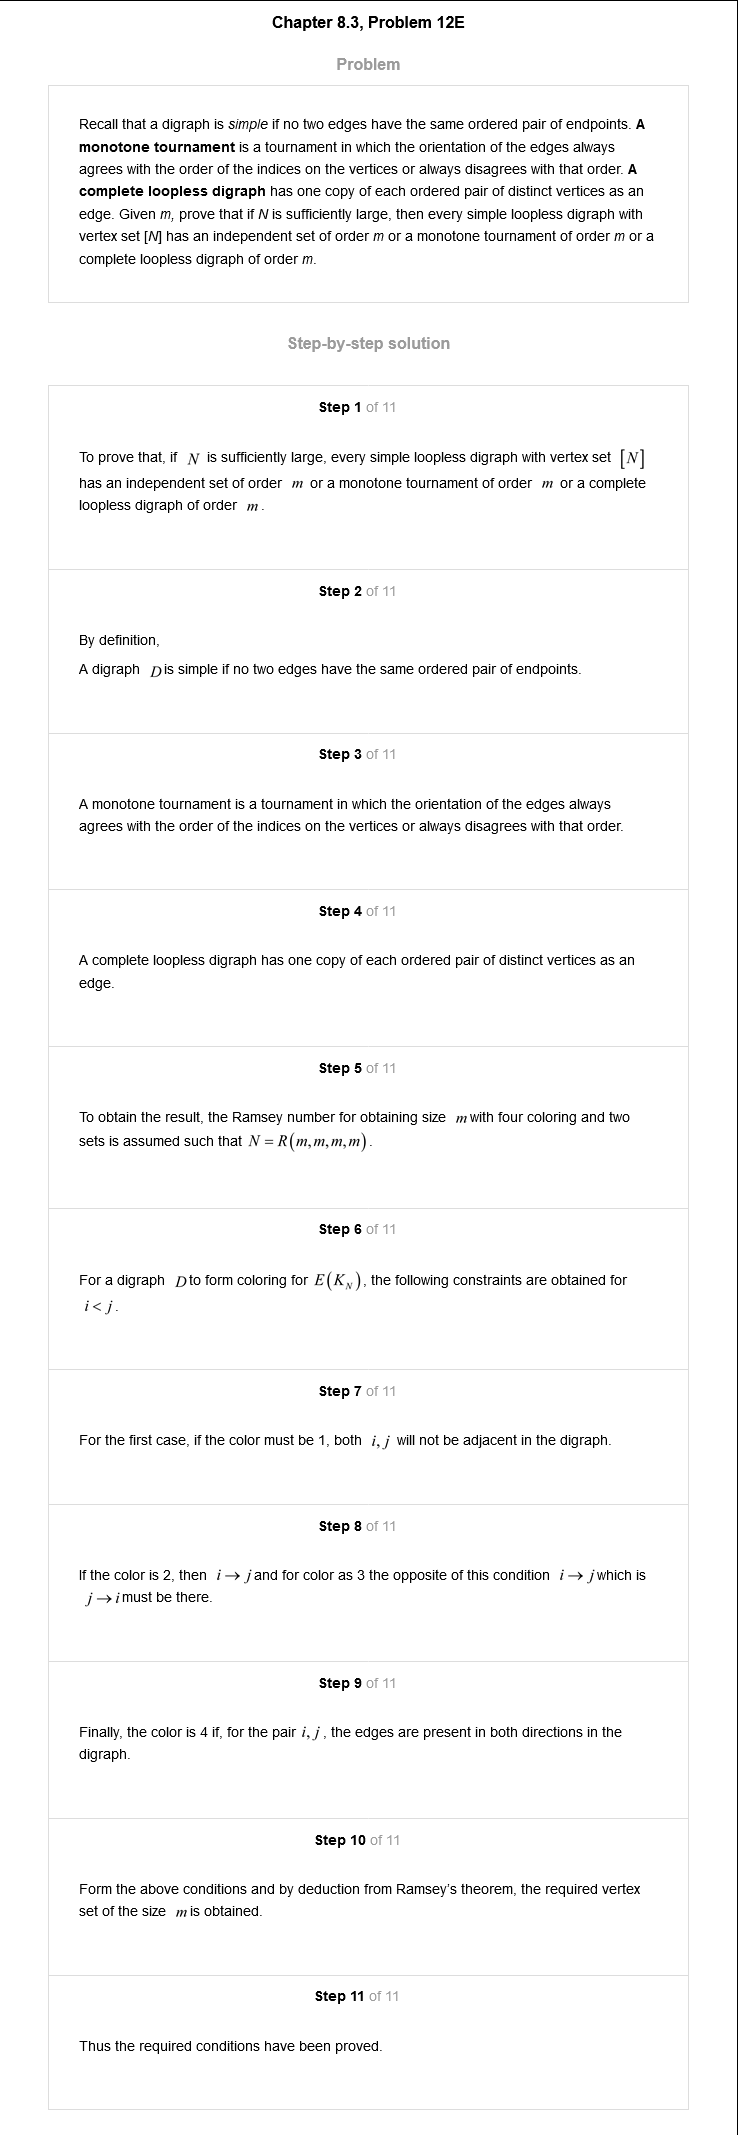 Chapter 8.3, Problem 12E
Problem
Recall that a digraph is simple if no two edges have the same ordered pair of endpoints. A
monotone tournament is a tournament in which the orientation of the edges always
agrees with the order of the indices on the vertices or always disagrees with that order. A
complete loopless digraph has one copy of each ordered pair of distinct vertices as an
edge. Given m, prove that if N is sufficiently large, then every simple loopless digraph with
vertex set [N] has an independent set of order m or a monotone tournament of order m or a
complete loopless digraph of order m.
Step-by-step solution
Step 1 of 11
To prove that, if N is sufficiently large, every simple loopless digraph with vertex set [N]
has an independent set of order m or a monotone tournament of order m or a complete
loopless digraph of order m.
Step 2 of 11
By definition,
A digraph D is simple if no two edges have the same ordered pair of endpoints.
Step 3 of 11
A monotone tournament is a tournament in which the orientation of the edges always
agrees with the order of the indices on the vertices or always disagrees with that order.
Step 4 of 11
A complete loopless digraph has one copy of each ordered pair of distinct vertices as an
edge.
Step 5 of 11
To obtain the result, the Ramsey number for obtaining size m with four coloring and two
sets is assumed such that N = R(m,m,m,m).
Step 6 of 11
For a digraph D to form coloring for E(K_N), the following constraints are obtained for
i < j.
Step 7 of 11
For the first case, if the color must be 1, both i, j will not be adjacent in the digraph.
Step 8 of 11
If the color is 2, then i → j and for color as 3 the opposite of this condition i → j which is
j → i must be there.
Step 9 of 11
Finally, the color is 4 if, for the pair i, j, the edges are present in both directions in the
digraph.
Step 10 of 11
Form the above conditions and by deduction from Ramsey's theorem, the required vertex
set of the size m is obtained.
Step 11 of 11
Thus the required conditions have been proved.